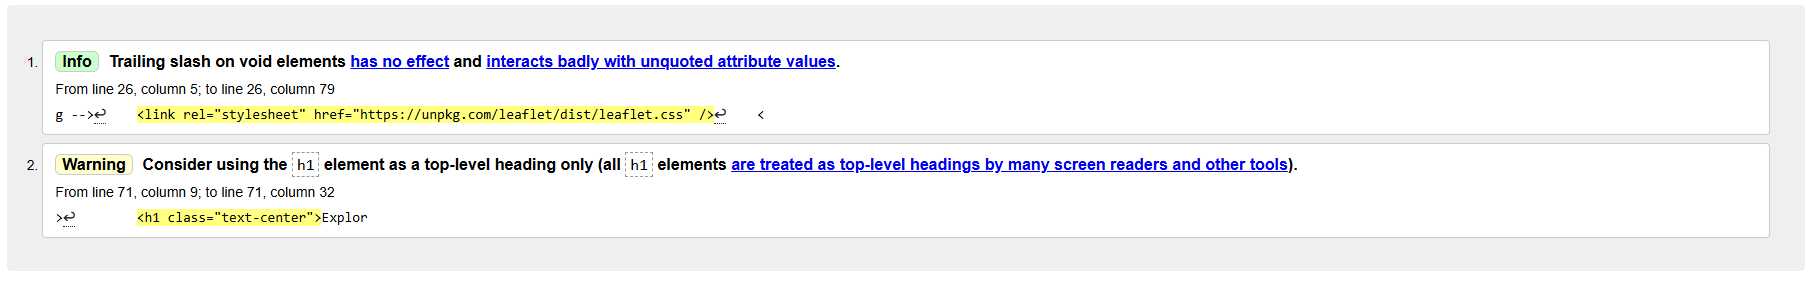 1. Info Trailing slash on void elements has no effect and interacts badly with unquoted attribute values.
From line 26, column 5; to line 26, column 79
g -->↩    <link rel="stylesheet" href="https://unpkg.com/leaflet/dist/leaflet.css" />↩    <
2. Warning Consider using the h1 element as a top-level heading only (all h1 elements are treated as top-level headings by many screen readers and other tools).
From line 71, column 9; to line 71, column 32
>↩        <h1 class="text-center">Explor